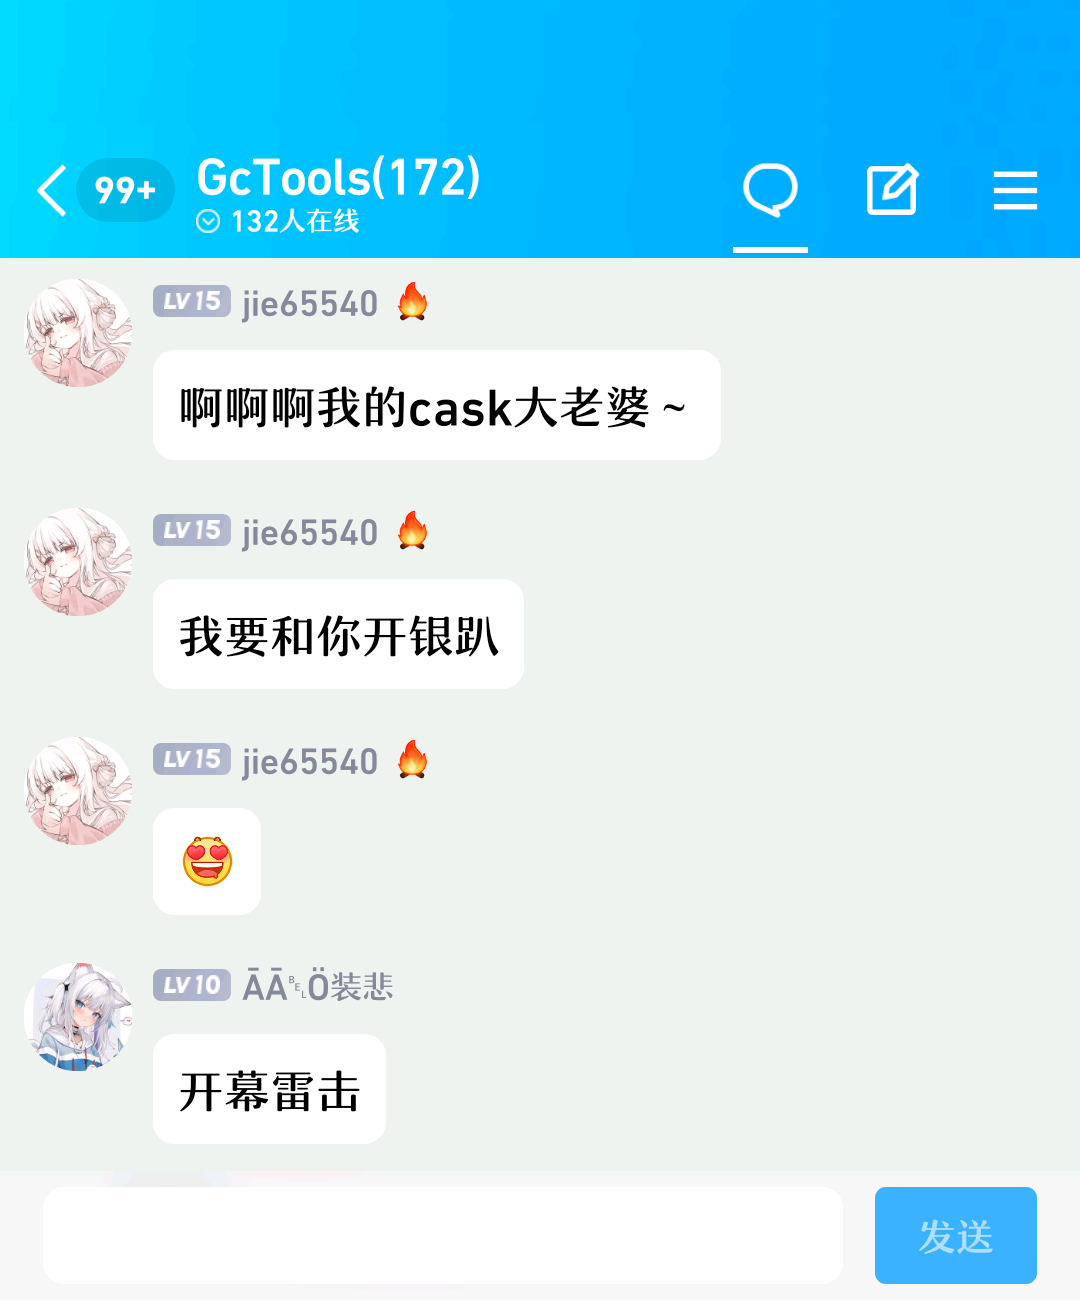 99+
GcTools(172)
132人在线
LV15 jie65540 🔥
啊啊啊我的cask大老婆～
LV15 jie65540 🔥
我要和你开银趴
LV15 jie65540 🔥
😍
LV10 ĀĀ␇Ö装悲
开幕雷击
发送